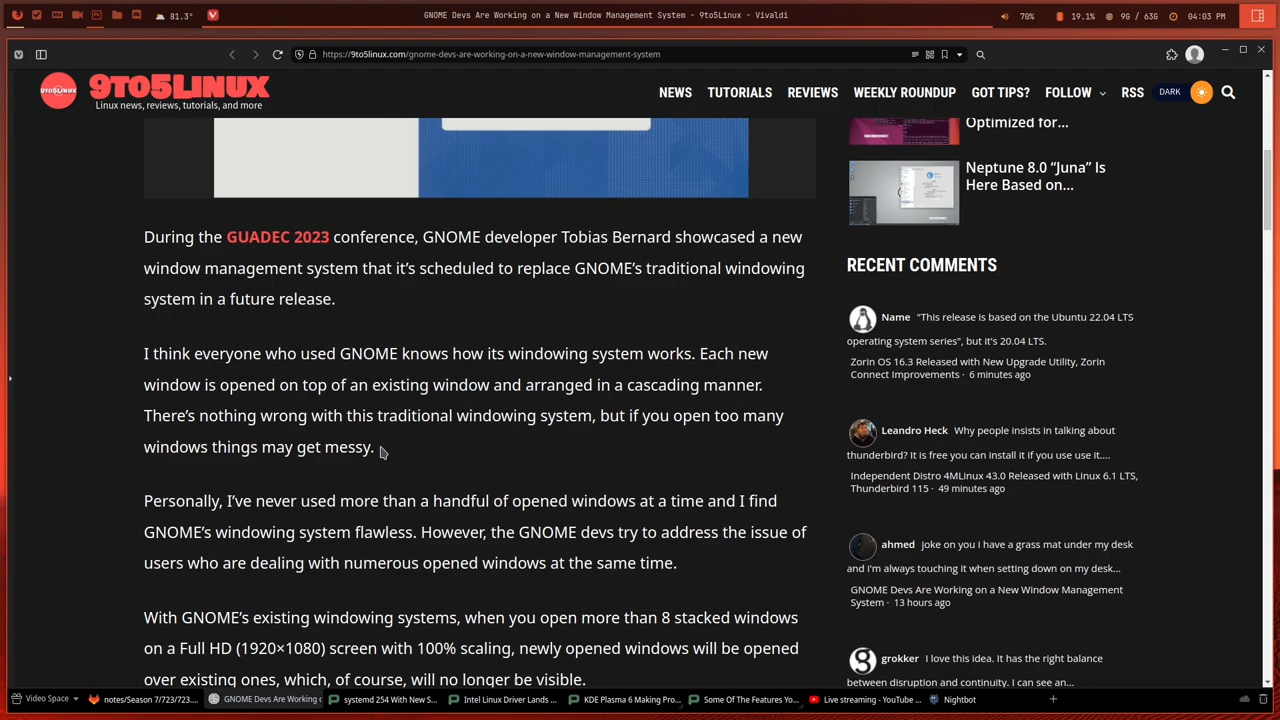 81.3°
GNOME Devs Are Working on a New Window Management System - 9to5Linux - Vivaldi
70%
19.1%
9G / 63G
04:03 PM
https://9to5linux.com/gnome-devs-are-working-on-a-new-window-management-system
9TO5LINUX
9TO5LINUX
Linux news, reviews, tutorials, and more
NEWS TUTORIALS REVIEWS WEEKLY ROUNDUP GOT TIPS? FOLLOW RSS DARK
During the GUADEC 2023 conference, GNOME developer Tobias Bernard showcased a new
window management system that it’s scheduled to replace GNOME’s traditional windowing
system in a future release.
I think everyone who used GNOME knows how its windowing system works. Each new
window is opened on top of an existing window and arranged in a cascading manner.
There’s nothing wrong with this traditional windowing system, but if you open too many
windows things may get messy.
Personally, I’ve never used more than a handful of opened windows at a time and I find
GNOME’s windowing system flawless. However, the GNOME devs try to address the issue of
users who are dealing with numerous opened windows at the same time.
With GNOME’s existing windowing systems, when you open more than 8 stacked windows
on a Full HD (1920×1080) screen with 100% scaling, newly opened windows will be opened
over existing ones, which, of course, will no longer be visible.
Optimized for...
Neptune 8.0 “Juna” Is
Here Based on...
RECENT COMMENTS
Name "This release is based on the Ubuntu 22.04 LTS
operating system series", but it's 20.04 LTS.
Zorin OS 16.3 Released with New Upgrade Utility, Zorin
Connect Improvements · 6 minutes ago
Leandro Heck Why people insists in talking about
thunderbird? It is free you can install it if you use use it....
Independent Distro 4MLinux 43.0 Released with Linux 6.1 LTS,
Thunderbird 115 · 49 minutes ago
ahmed joke on you i have a grass mat under my desk
and i'm always touching it when setting down on my desk...
GNOME Devs Are Working on a New Window Management
System · 13 hours ago
grokker I love this idea. It has the right balance
between disruption and continuity. I can see an...
Video Space
notes/Season 7/723/723...
GNOME Devs Are Working o
systemd 254 With New S...
Intel Linux Driver Lands ...
KDE Plasma 6 Making Pro...
Some Of The Features Yo...
Live streaming - YouTube ...
Nightbot